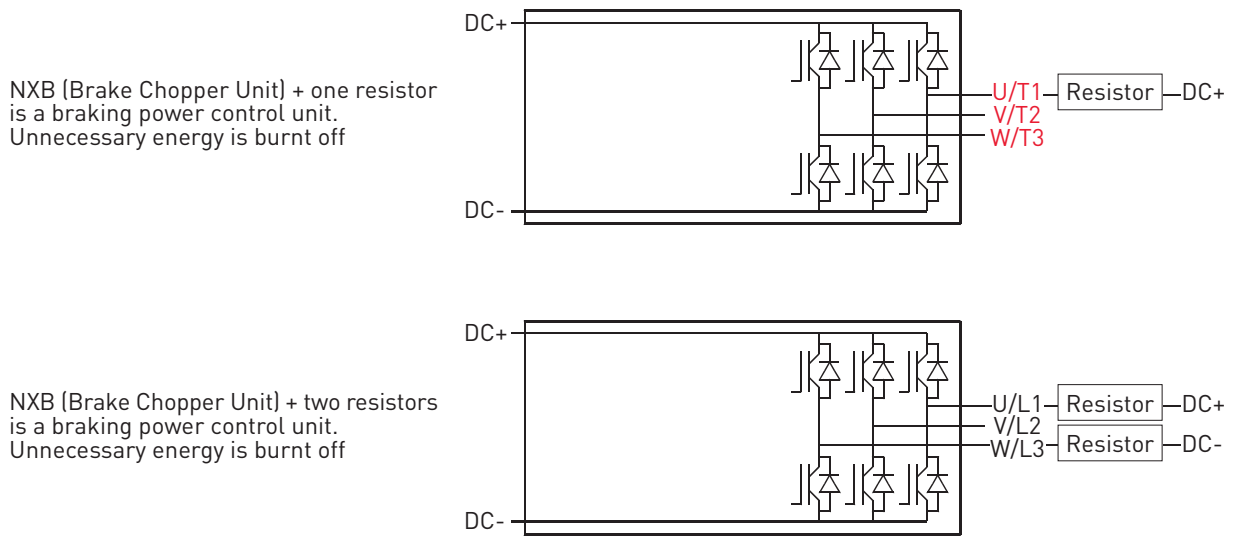 DC+
NXB (Brake Chopper Unit) + one resistor
is a braking power control unit.
Unnecessary energy is burnt off
U/T1
Resistor
DC+
V/T2
W/T3
DC-
DC+
NXB (Brake Chopper Unit) + two resistors
is a braking power control unit.
Unnecessary energy is burnt off
U/L1
Resistor
DC+
V/L2
W/L3
Resistor
DC-
DC-